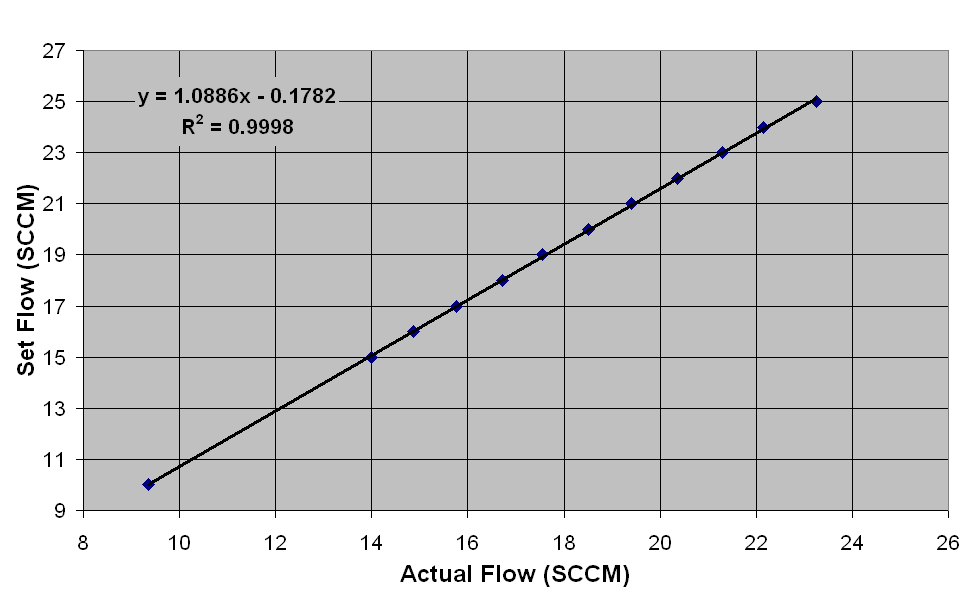 27
25
23
21
19
17
15
13
11
9
y = 1.0886x - 0.1782
R² = 0.9998
Set Flow (SCCM)
8 10 12 14 16 18 20 22 24 26
Actual Flow (SCCM)